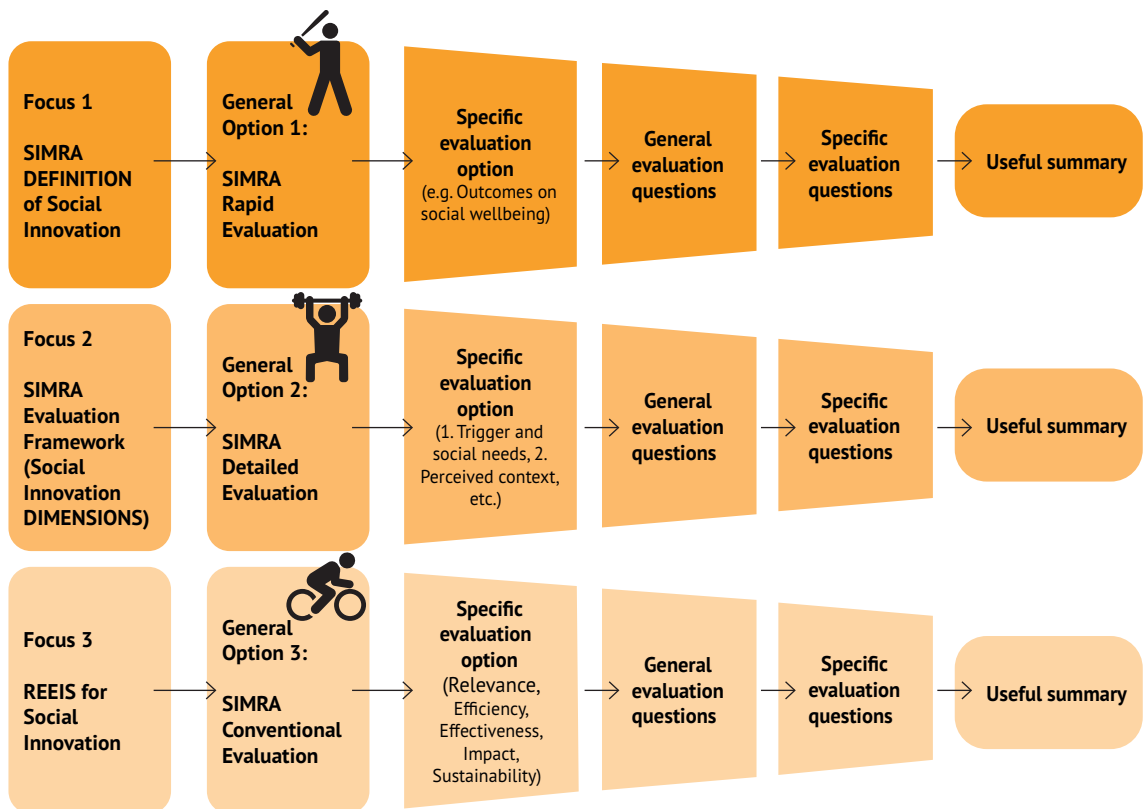 Focus 1
SIMRA
DEFINITION
of Social
Innovation
General
Option 1:
SIMRA
Rapid
Evaluation
Specific
evaluation
option
(e.g. Outcomes on
social wellbeing)
General
evaluation
questions
Specific
evaluation
questions
Useful summary
Focus 2
SIMRA
Evaluation
Framework
(Social
Innovation
DIMENSIONS)
General
Option 2:
SIMRA
Detailed
Evaluation
Specific
evaluation
option
(1. Trigger and
social needs, 2.
Perceived context,
etc.)
General
evaluation
questions
Specific
evaluation
questions
Useful summary
Focus 3
REEIS for
Social
Innovation
General
Option 3:
SIMRA
Conventional
Evaluation
Specific
evaluation
option
(Relevance,
Efficiency,
Effectiveness,
Impact,
Sustainability)
General
evaluation
questions
Specific
evaluation
questions
Useful summary